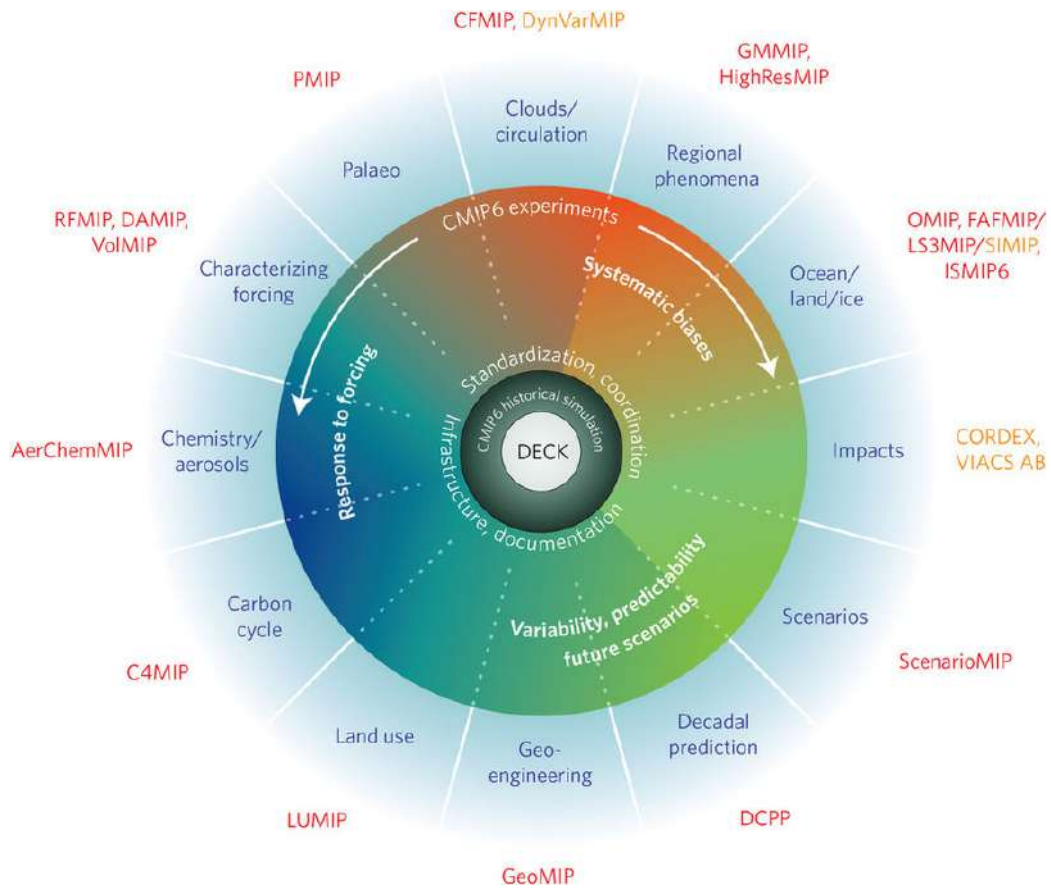 CFMIP, DynVarMIP
GMMIP,
HighResMIP
PMIP
Clouds/
circulation
Regional
phenomena
Palaeo
RFMIP, DAMIP,
VolMIP
CMIP6 experiments
OMIP, FAFMIP/
LS3MIP/SIMIP,
ISMIP6
Characterizing
forcing
Ocean/
land/ice
Systematic biases
Response to forcing
Standardization, coordination
CMIP6 historical simulation
DECK
Infrastructure, documentation
AerChemMIP
Chemistry/
aerosols
Impacts
CORDEX,
VIACS AB
Variability, predictability
future scenarios
Carbon
cycle
Scenarios
C4MIP
ScenarioMIP
Land use
Geo-
engineering
Decadal
prediction
LUMIP
DCPP
GeoMIP